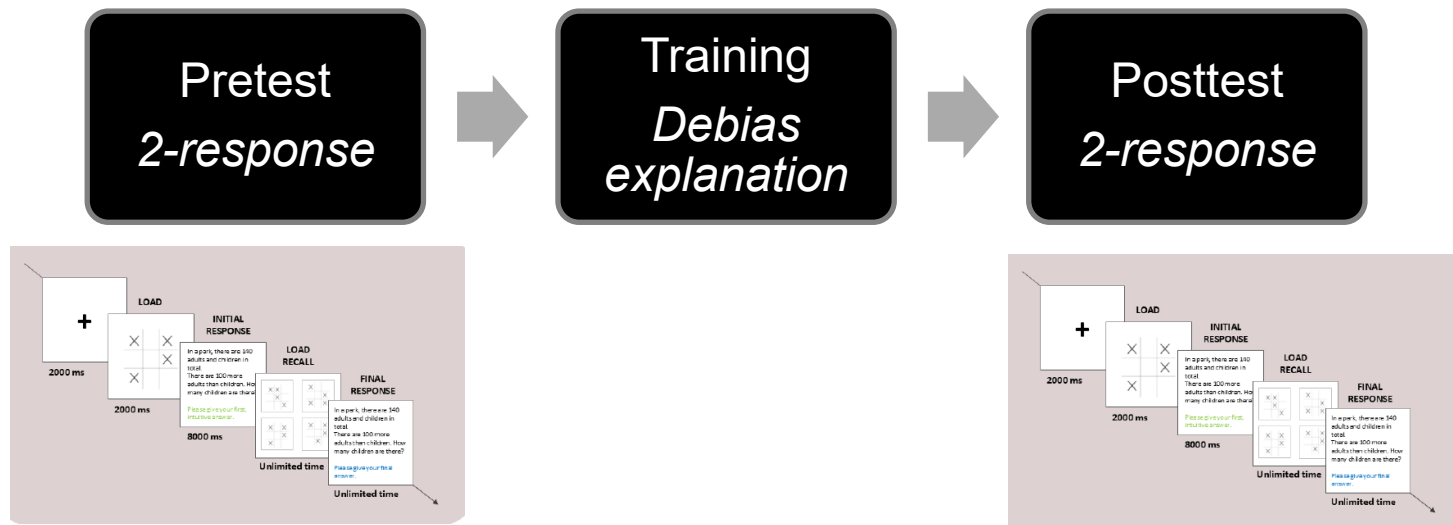 Pretest
2-response
Training
Debias
explanation
Posttest
2-response
+
2000 ms
LOAD
2000 ms
INITIAL
RESPONSE
In a park, there are 140
adults and children in
total.
There are 100 more
adults than children. How
many children are there?
Please give your first,
intuitive answer.
8000 ms
LOAD
RECALL
Unlimited time
FINAL
RESPONSE
In a park, there are 140
adults and children in
total.
There are 100 more
adults than children. How
many children are there?
Please give your final
answer.
Unlimited time
+
2000 ms
LOAD
2000 ms
INITIAL
RESPONSE
In a park, there are 140
adults and children in
total.
There are 100 more
adults than children. How
many children are there
Please give your first,
intuitive answer.
8000 ms
LOAD
RECALL
Unlimited time
FINAL
RESPONSE
In a park, there are 140
adults and children in
total.
There are 100 more
adults than children. How
many children are there?
Please give your final
answer.
Unlimited time